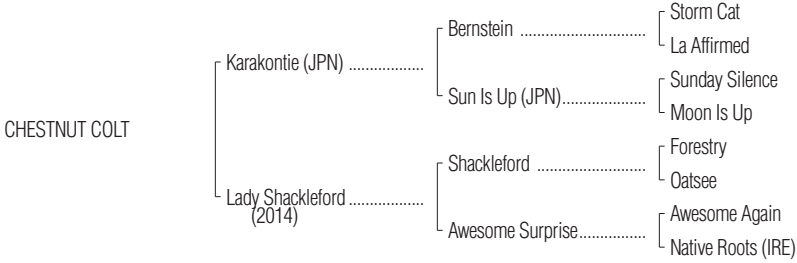 Storm Cat
Bernstein ..............................
La Affirmed
Karakontie (JPN) ..................
Sunday Silence
Sun Is Up (JPN)....................
Moon Is Up
CHESTNUT COLT
Forestry
Shackleford ..........................
Oatsee
Lady Shackleford ..................
(2014)
Awesome Again
Awesome Surprise................
Native Roots (IRE)